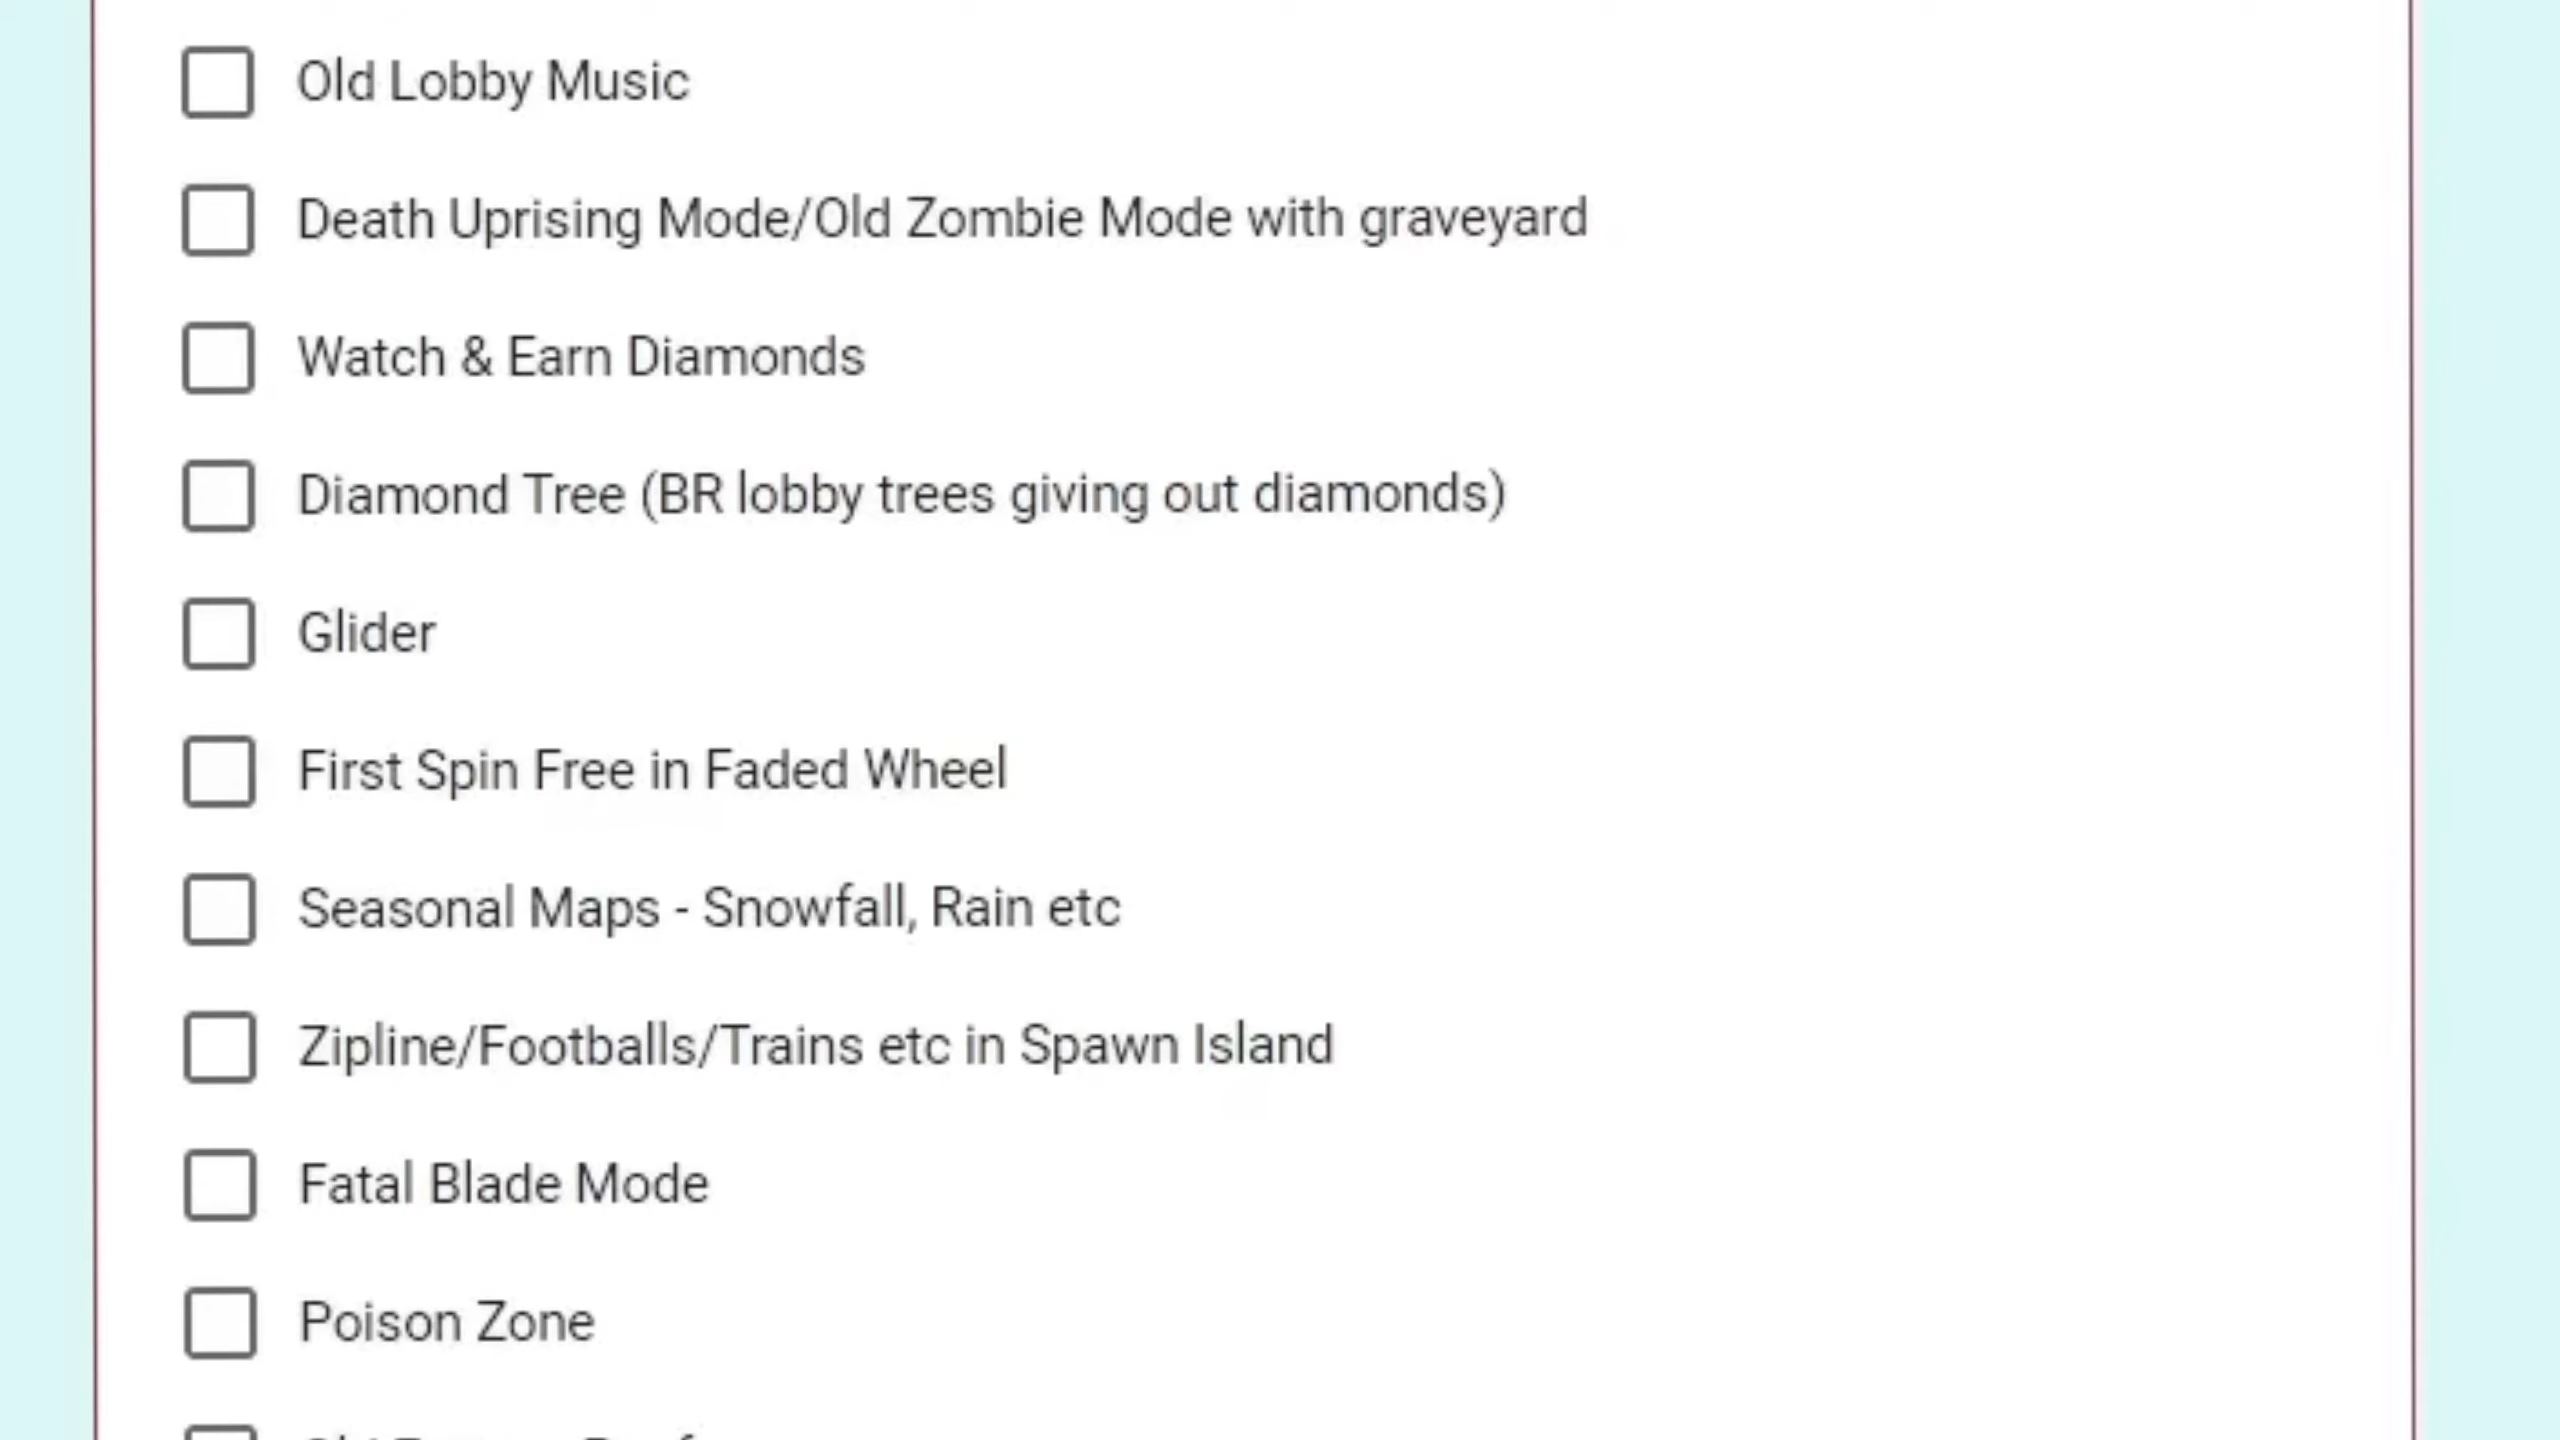 Old Lobby Music
Death Uprising Mode/Old Zombie Mode with graveyard
Watch & Earn Diamonds
Diamond Tree (BR lobby trees giving out diamonds)
Glider
First Spin Free in Faded Wheel
Seasonal Maps - Snowfall, Rain etc
Zipline/Footballs/Trains etc in Spawn Island
Fatal Blade Mode
Poison Zone